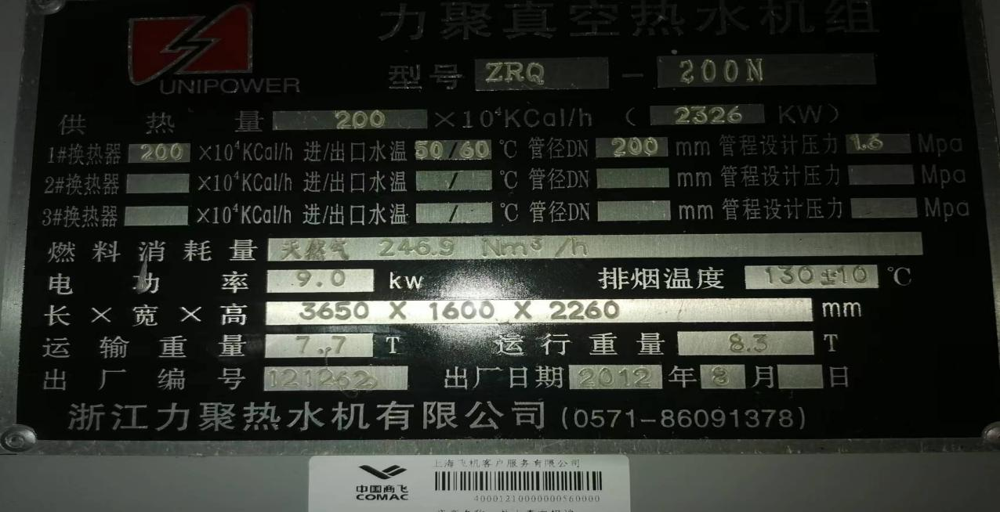 力聚真空热水机组
UNIPOWER
型号 ZRQ - 200N
供热量 200 ×10⁴KCal/h ( 2326 KW)
1#换热器 200 ×10⁴KCal/h 进/出口水温 50/60 ℃ 管径DN 200 mm 管程设计压力 1.6 Mpa
2#换热器 ×10⁴KCal/h 进/出口水温 / ℃ 管径DN mm 管程设计压力 Mpa
3#换热器 ×10⁴KCal/h 进/出口水温 / ℃ 管径DN mm 管程设计压力 Mpa
燃料消耗量 天然气 246.9 Nm³/h
电功率 9.0 kw 排烟温度 130±10 ℃
长×宽×高 3650 X 1600 X 2260 mm
运输重量 7.7 T 运行重量 8.3 T
出厂编号 121262 出厂日期 2012 年 8 月 日
浙江力聚热水机有限公司(0571-86091378)
上海飞机客户服务有限公司
中国商飞
COMAC
40001210000000560000